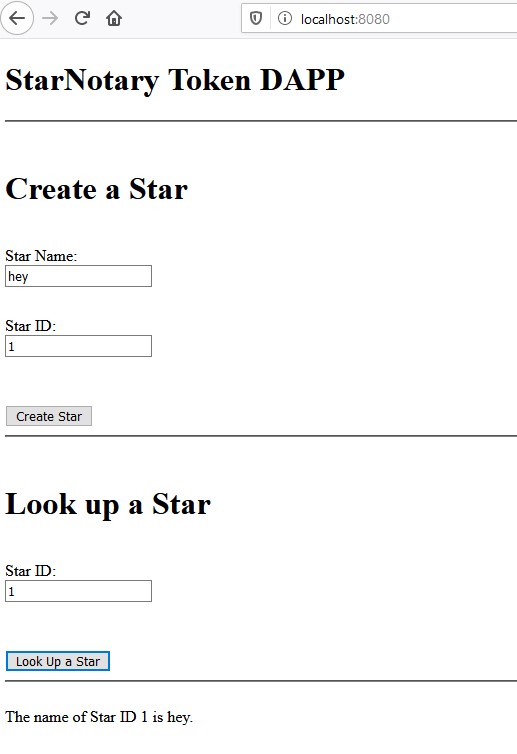 localhost:8080
StarNotary Token DAPP
Create a Star
Star Name:
hey
Star ID:
1
Create Star
Look up a Star
Star ID:
1
Look Up a Star
The name of Star ID 1 is hey.